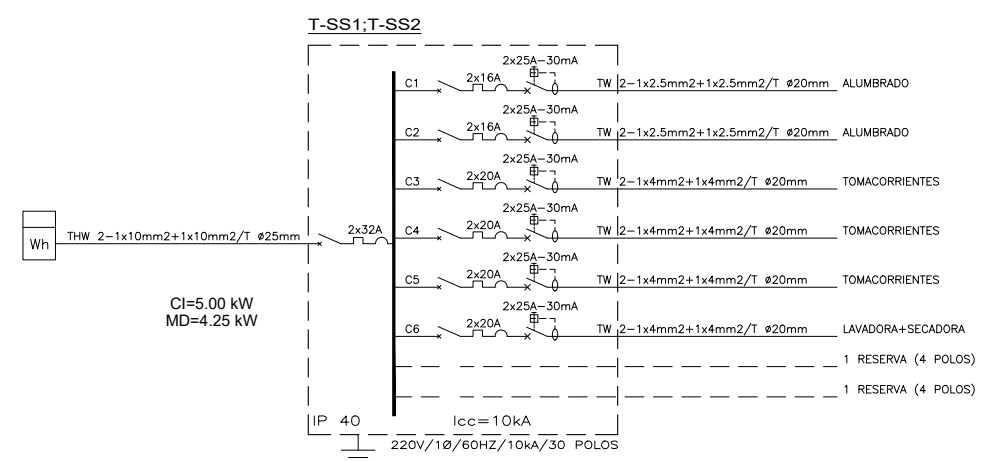 T-SS1;T-SS2
2x25A-30mA
C1 2x16A TW 2-1x2.5mm2+1x2.5mm2/T ø20mm ALUMBRADO
2x25A-30mA
C2 2x16A TW 2-1x2.5mm2+1x2.5mm2/T ø20mm ALUMBRADO
2x25A-30mA
C3 2x20A TW 2-1x4mm2+1x4mm2/T ø20mm TOMACORRIENTES
2x25A-30mA
C4 2x20A TW 2-1x4mm2+1x4mm2/T ø20mm TOMACORRIENTES
Wh THW 2-1x10mm2+1x10mm2/T ø25mm 2x32A
2x25A-30mA
C5 2x20A TW 2-1x4mm2+1x4mm2/T ø20mm TOMACORRIENTES
CI=5.00 kW
MD=4.25 kW
2x25A-30mA
C6 2x20A TW 2-1x4mm2+1x4mm2/T ø20mm LAVADORA+SECADORA
1 RESERVA (4 POLOS)
1 RESERVA (4 POLOS)
IP 40 Icc=10kA
220V/1Ø/60HZ/10kA/30 POLOS